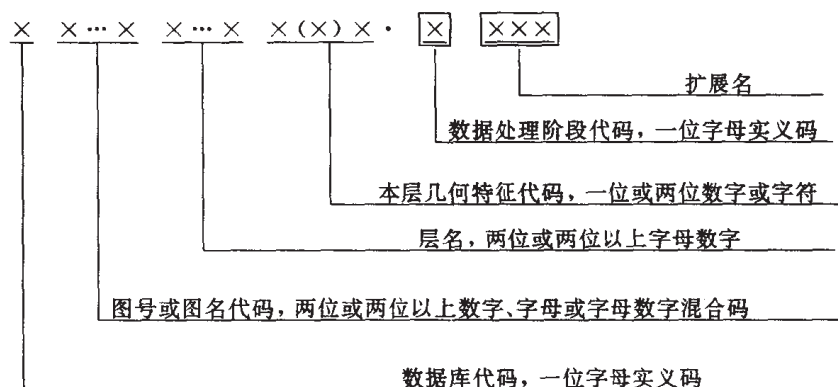 × ×…× ×…× ×(×)×· × ×××
扩展名
数据处理阶段代码，一位字母实义码
本层几何特征代码，一位或两位数字或字符
层名，两位或两位以上字母数字
图号或图名代码，两位或两位以上数字、字母或字母数字混合码
数据库代码，一位字母实义码